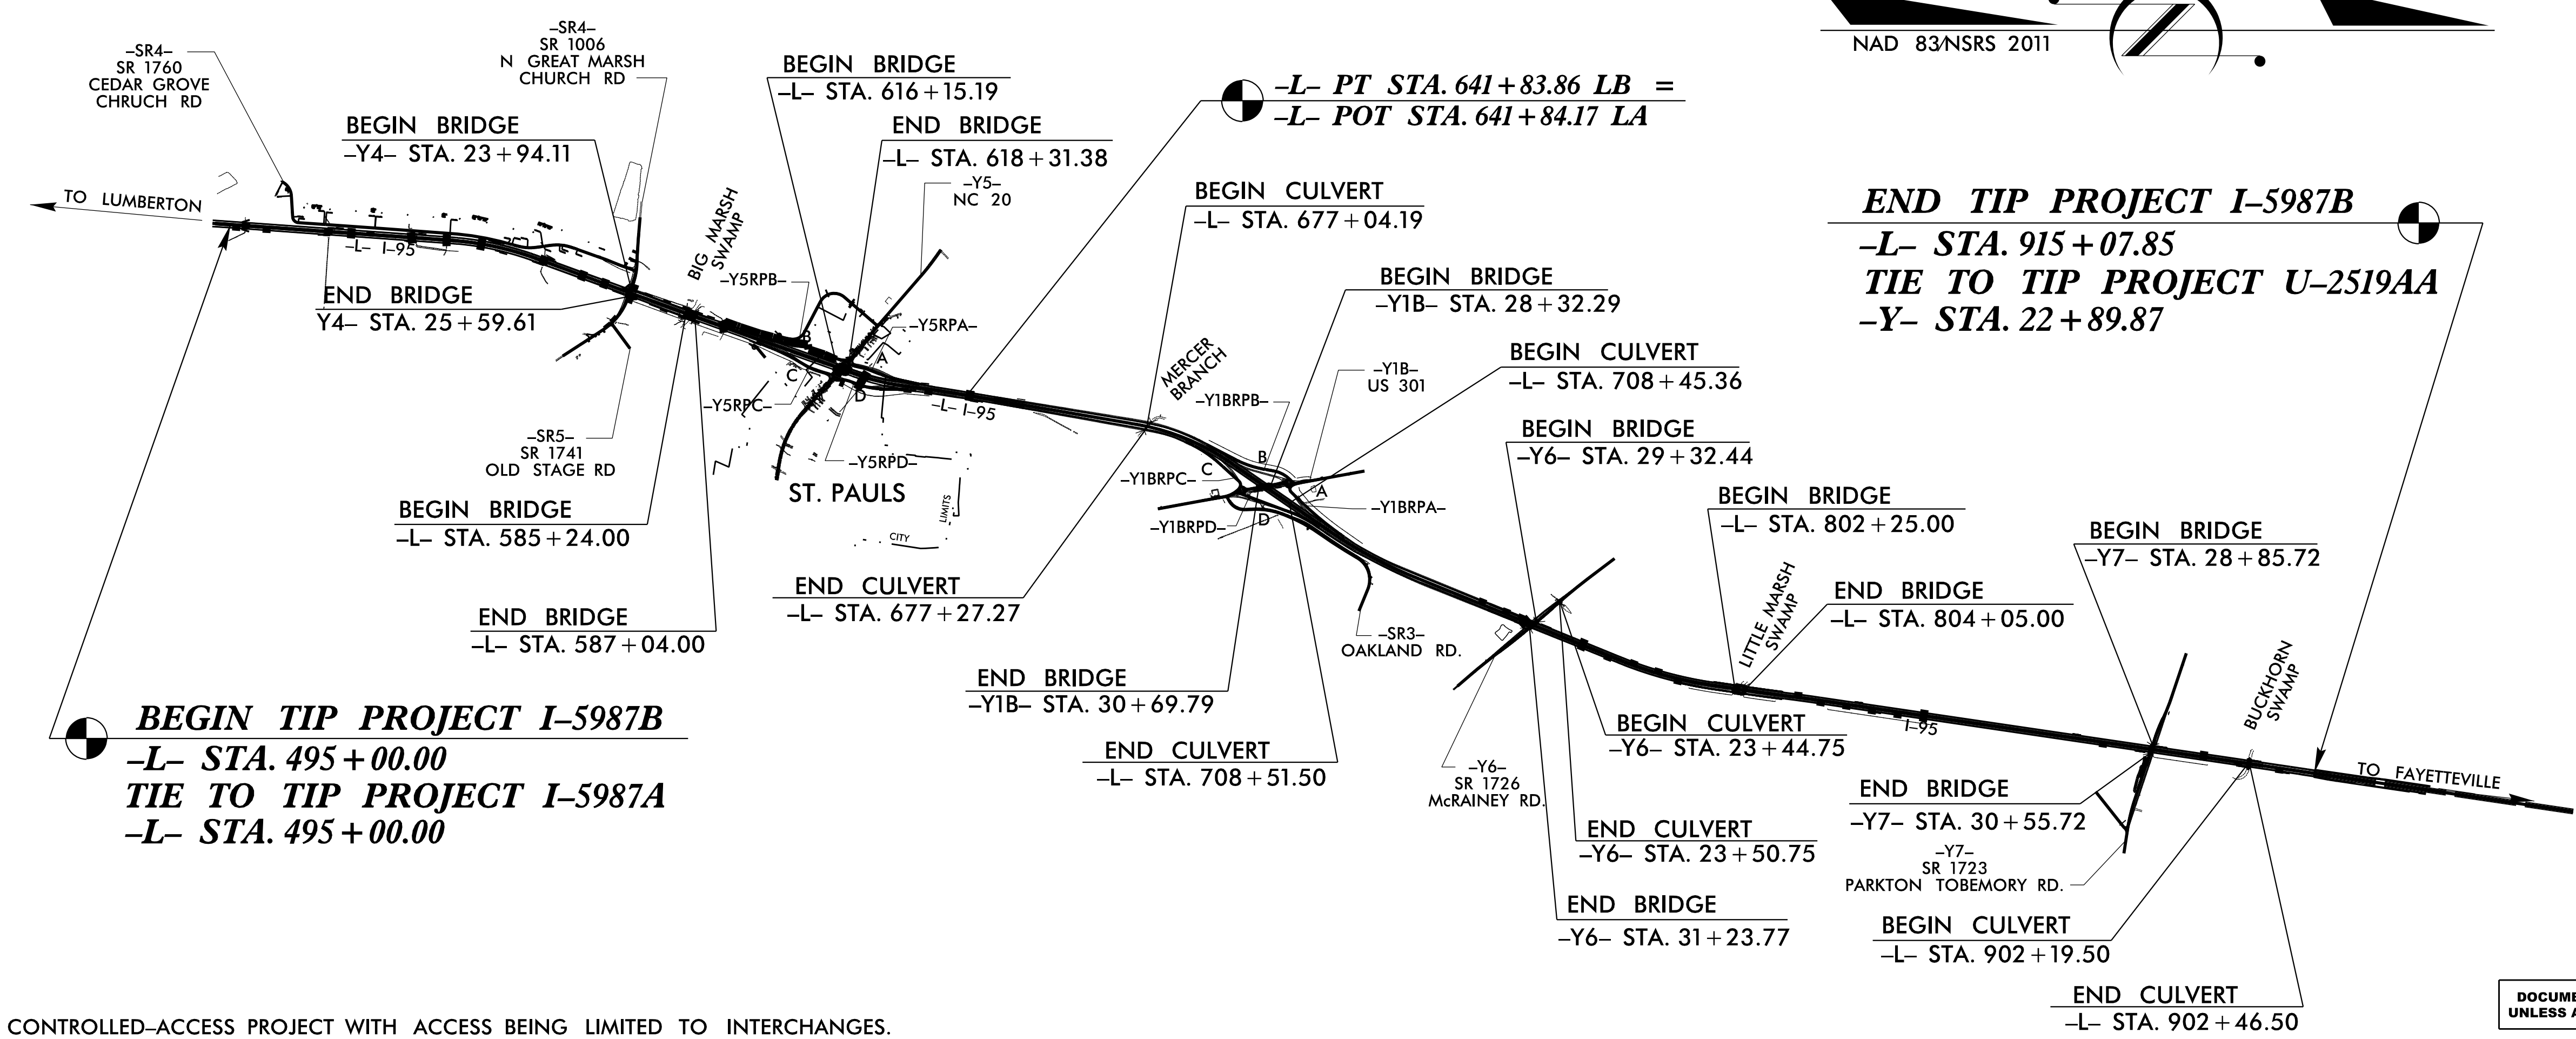 NAD 83/NSRS 2011
–SR4–
SR 1760
CEDAR GROVE
CHRUCH RD
–SR4–
SR 1006
N GREAT MARSH
CHURCH RD
BEGIN BRIDGE
–L– STA. 616+15.19
–L– PT STA. 641+83.86 LB =
–L– POT STA. 641+84.17 LA
BEGIN BRIDGE
–Y4– STA. 23+94.11
END BRIDGE
–L– STA. 618+31.38
–Y5–
NC 20
TO LUMBERTON
–L– I–95
BIG MARSH
SWAMP
–Y5RPB–
BEGIN CULVERT
–L– STA. 677+04.19
END TIP PROJECT I–5987B
–L– STA. 915+07.85
TIE TO TIP PROJECT U–2519AA
–Y– STA. 22+89.87
END BRIDGE
Y4– STA. 25+59.61
BEGIN BRIDGE
–Y1B– STA. 28+32.29
–Y5RPA–
B
A
C
D
–Y5RPC–
–L– I–95
MERCER
BRANCH
–Y1B–
US 301
BEGIN CULVERT
–L– STA. 708+45.36
–Y1BRPB–
–SR5–
SR 1741
OLD STAGE RD
–Y5RPD–
ST. PAULS
LIMITS
CITY
–Y1BRPC–
C
B
A
D
–Y1BRPA–
–Y1BRPD–
BEGIN BRIDGE
–Y6– STA. 29+32.44
BEGIN BRIDGE
–L– STA. 585+24.00
BEGIN BRIDGE
–L– STA. 802+25.00
BEGIN BRIDGE
–Y7– STA. 28+85.72
END BRIDGE
–L– STA. 587+04.00
END CULVERT
–L– STA. 677+27.27
–SR3–
OAKLAND RD.
LITTLE MARSH
SWAMP
END BRIDGE
–L– STA. 804+05.00
BUCKHORN
SWAMP
END BRIDGE
–Y1B– STA. 30+69.79
BEGIN TIP PROJECT I–5987B
–L– STA. 495+00.00
TIE TO TIP PROJECT I–5987A
–L– STA. 495+00.00
END CULVERT
–L– STA. 708+51.50
–Y6–
SR 1726
McRAINEY RD.
BEGIN CULVERT
–Y6– STA. 23+44.75
I–95
TO FAYETTEVILLE
END CULVERT
–Y6– STA. 23+50.75
END BRIDGE
–Y7– STA. 30+55.72
–Y7–
SR 1723
PARKTON TOBEMORY RD.
END BRIDGE
–Y6– STA. 31+23.77
BEGIN CULVERT
–L– STA. 902+19.50
END CULVERT
–L– STA. 902+46.50
CONTROLLED–ACCESS PROJECT WITH ACCESS BEING LIMITED TO INTERCHANGES.
UNLESS